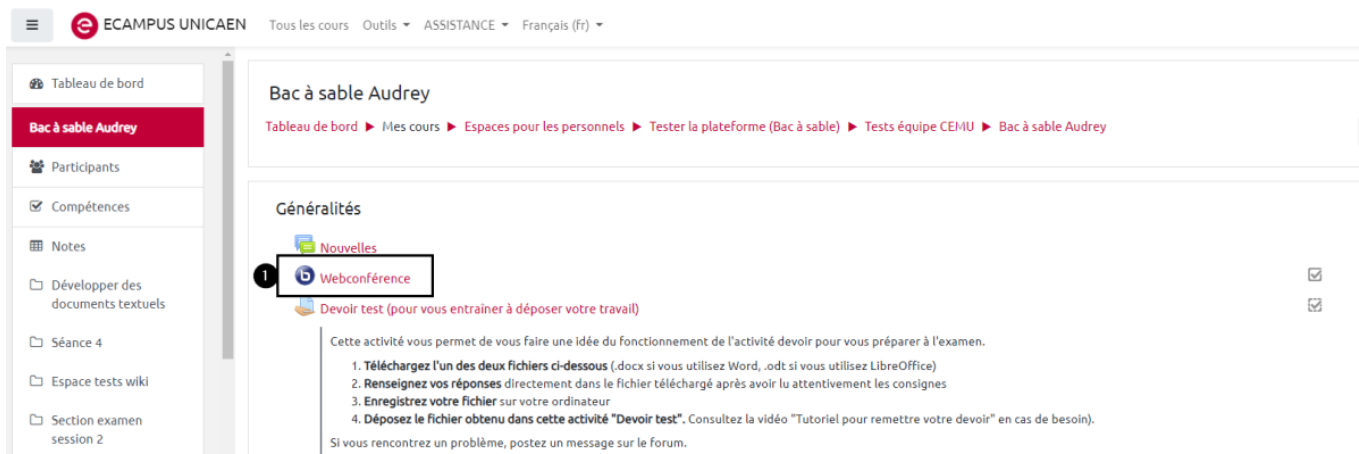 ECAMPUS UNICAEN Tous les cours Outils ASSISTANCE Français (fr)
Tableau de bord
Bac à sable Audrey
Participants
Compétences
Notes
Développer des
documents textuels
Séance 4
Espace tests wiki
Section examen
session 2
Bac à sable Audrey
Tableau de bord ► Mes cours ► Espaces pour les personnels ► Tester la plateforme (Bac à sable) ► Tests équipe CEMU ► Bac à sable Audrey
Généralités
Nouvelles
1 Webconférence
Devoir test (pour vous entrainer à déposer votre travail)
Cette activité vous permet de vous faire une idée du fonctionnement de l'activité devoir pour vous préparer à l'examen.
1. Téléchargez l'un des deux fichiers ci-dessous (.docx si vous utilisez Word, .odt si vous utilisez LibreOffice)
2. Renseignez vos réponses directement dans le fichier téléchargé après avoir lu attentivement les consignes
3. Enregistrez votre fichier sur votre ordinateur
4. Déposez le fichier obtenu dans cette activité "Devoir test". Consultez la vidéo "Tutoriel pour remettre votre devoir" en cas de besoin).
Si vous rencontrez un problème, postez un message sur le forum.